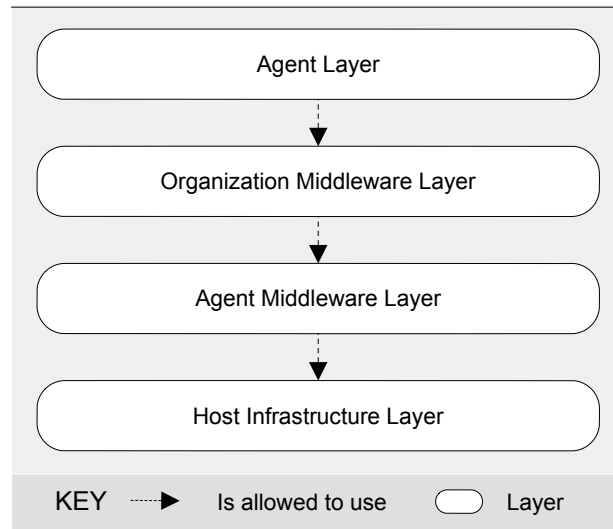 Agent Layer
Organization Middleware Layer
Agent Middleware Layer
Host Infrastructure Layer
KEY Is allowed to use Layer